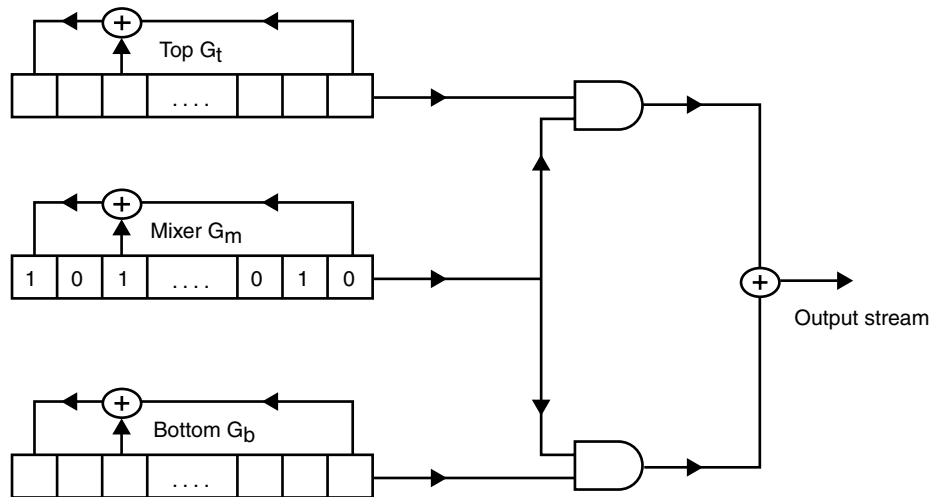 +
Top Gt
. . . .
+
Mixer Gm
1 0 1 . . . . 0 1 0
+
Output stream
+
Bottom Gb
. . . .